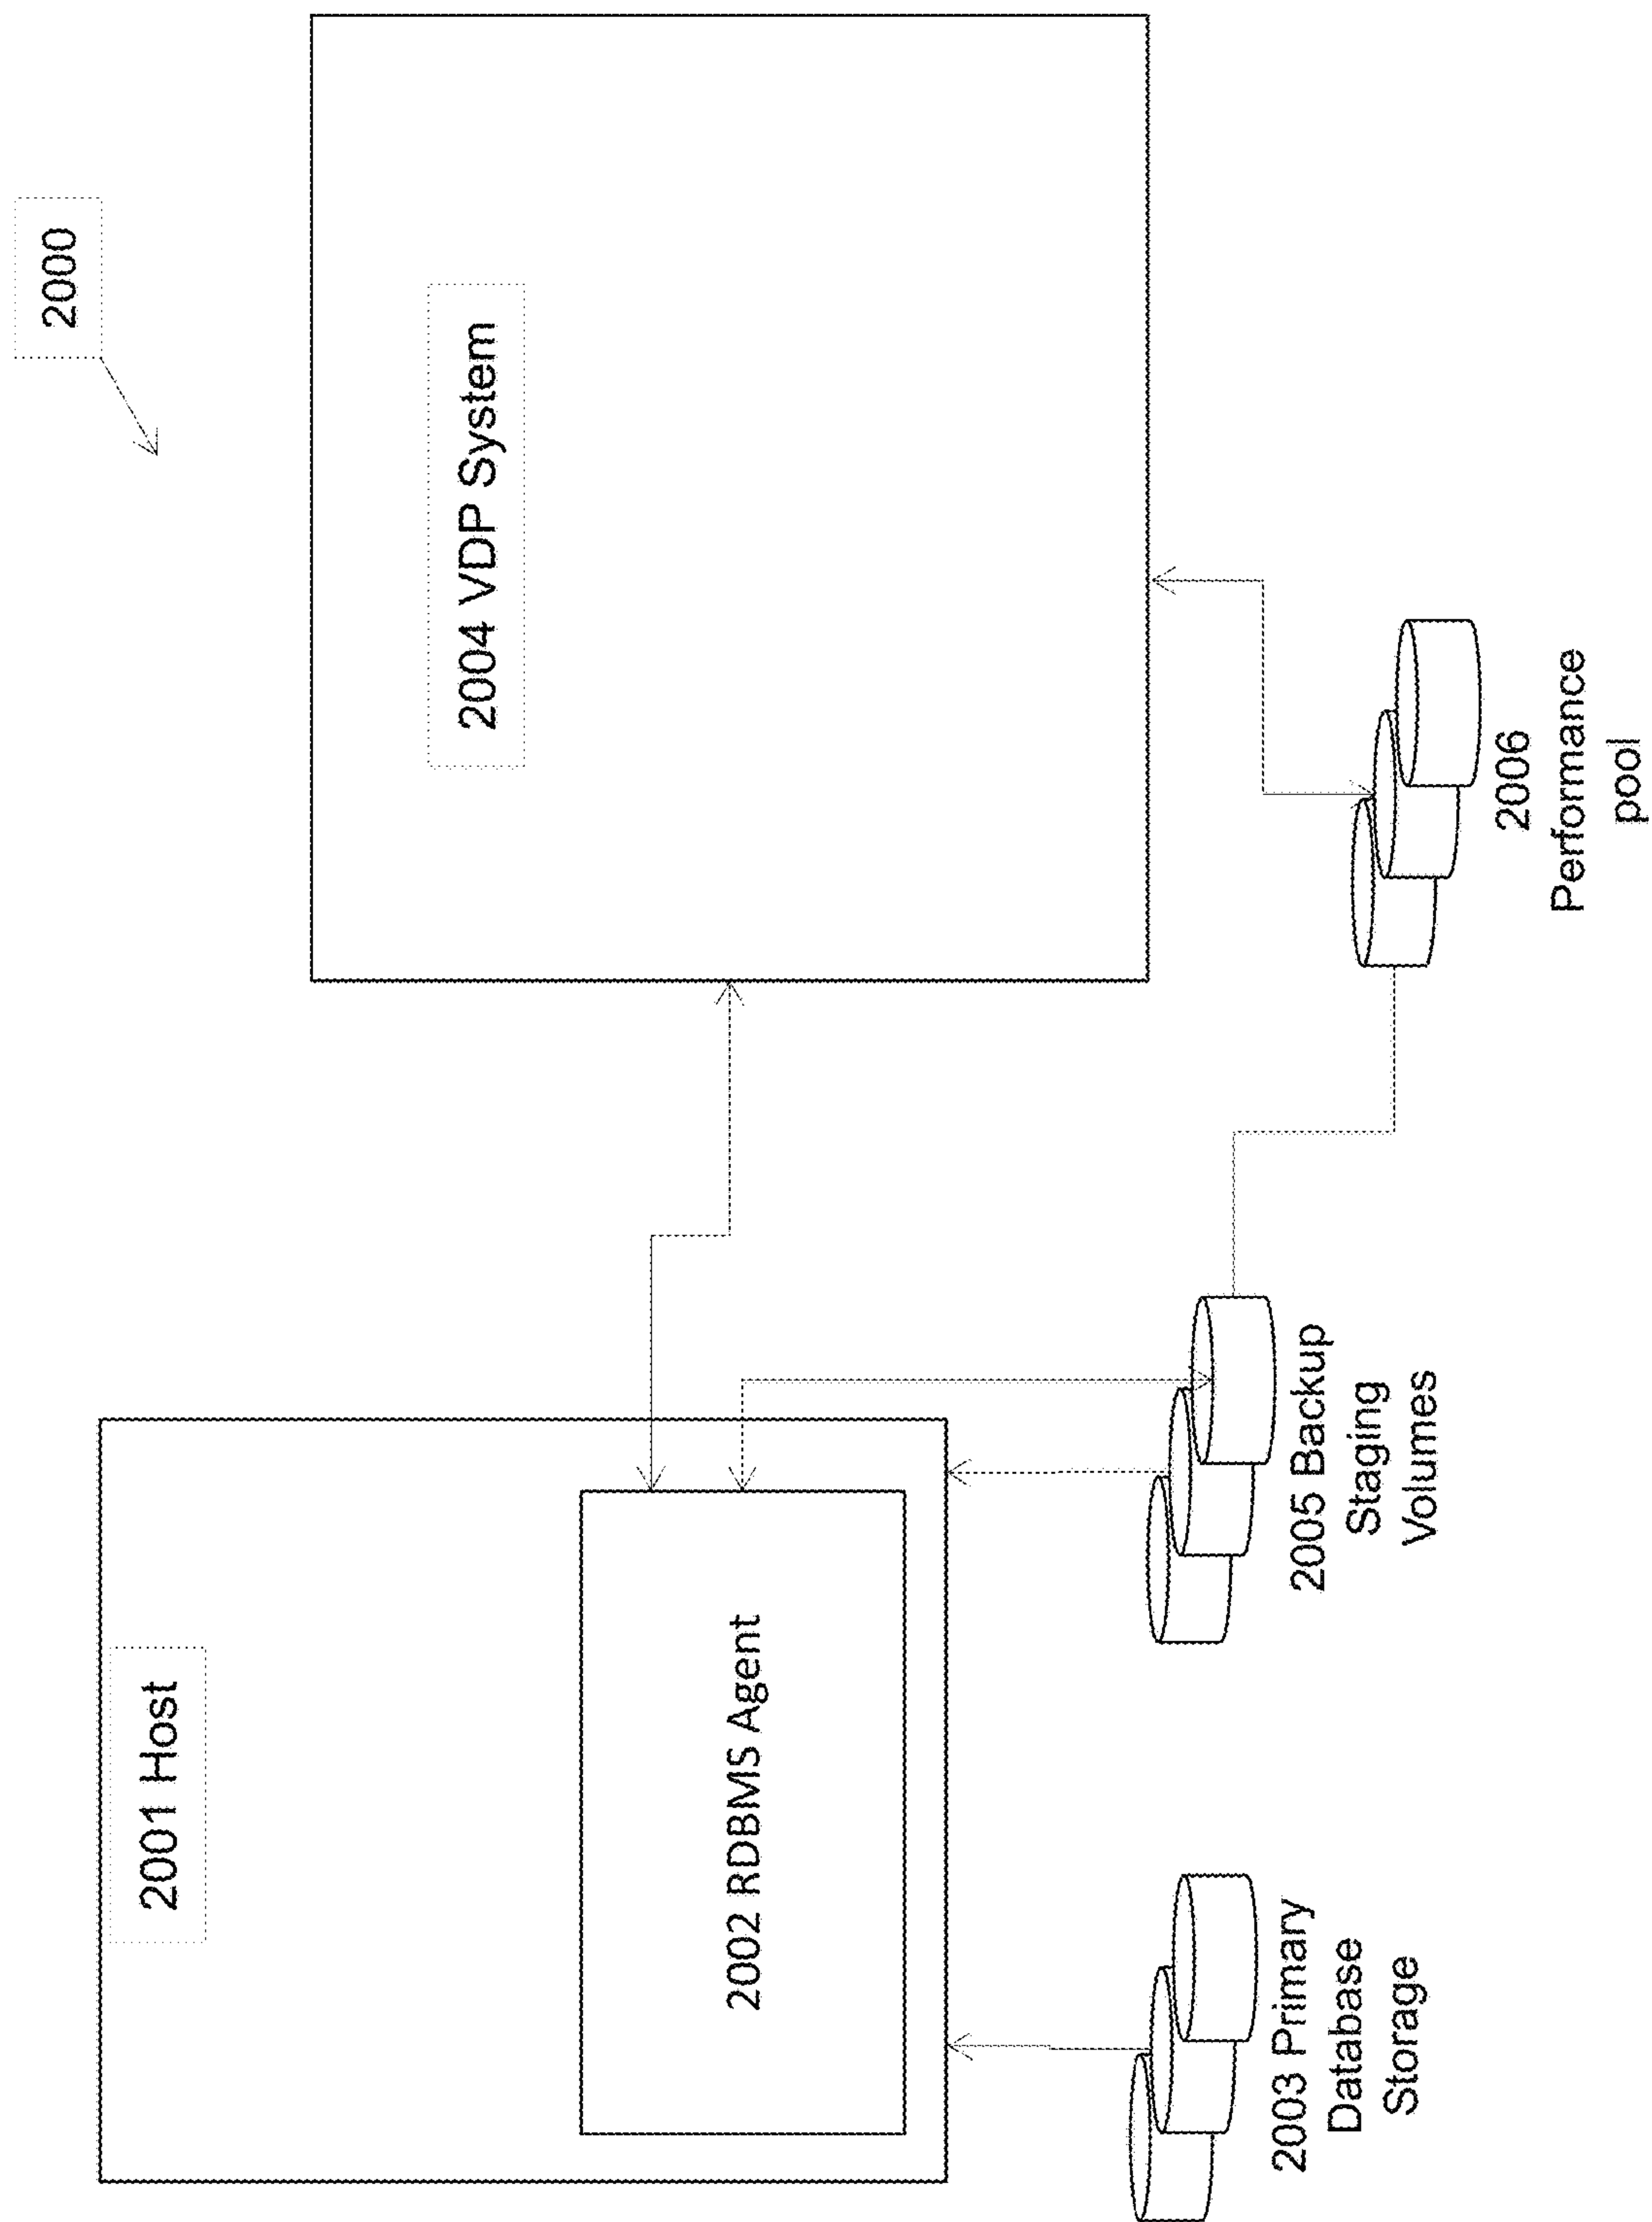 2000
2001 Host
2004 VDP System
2002 RDBMS Agent
2003 Primary
Database
Storage
2005 Backup
Staging
Volumes
2006
Performance
pool